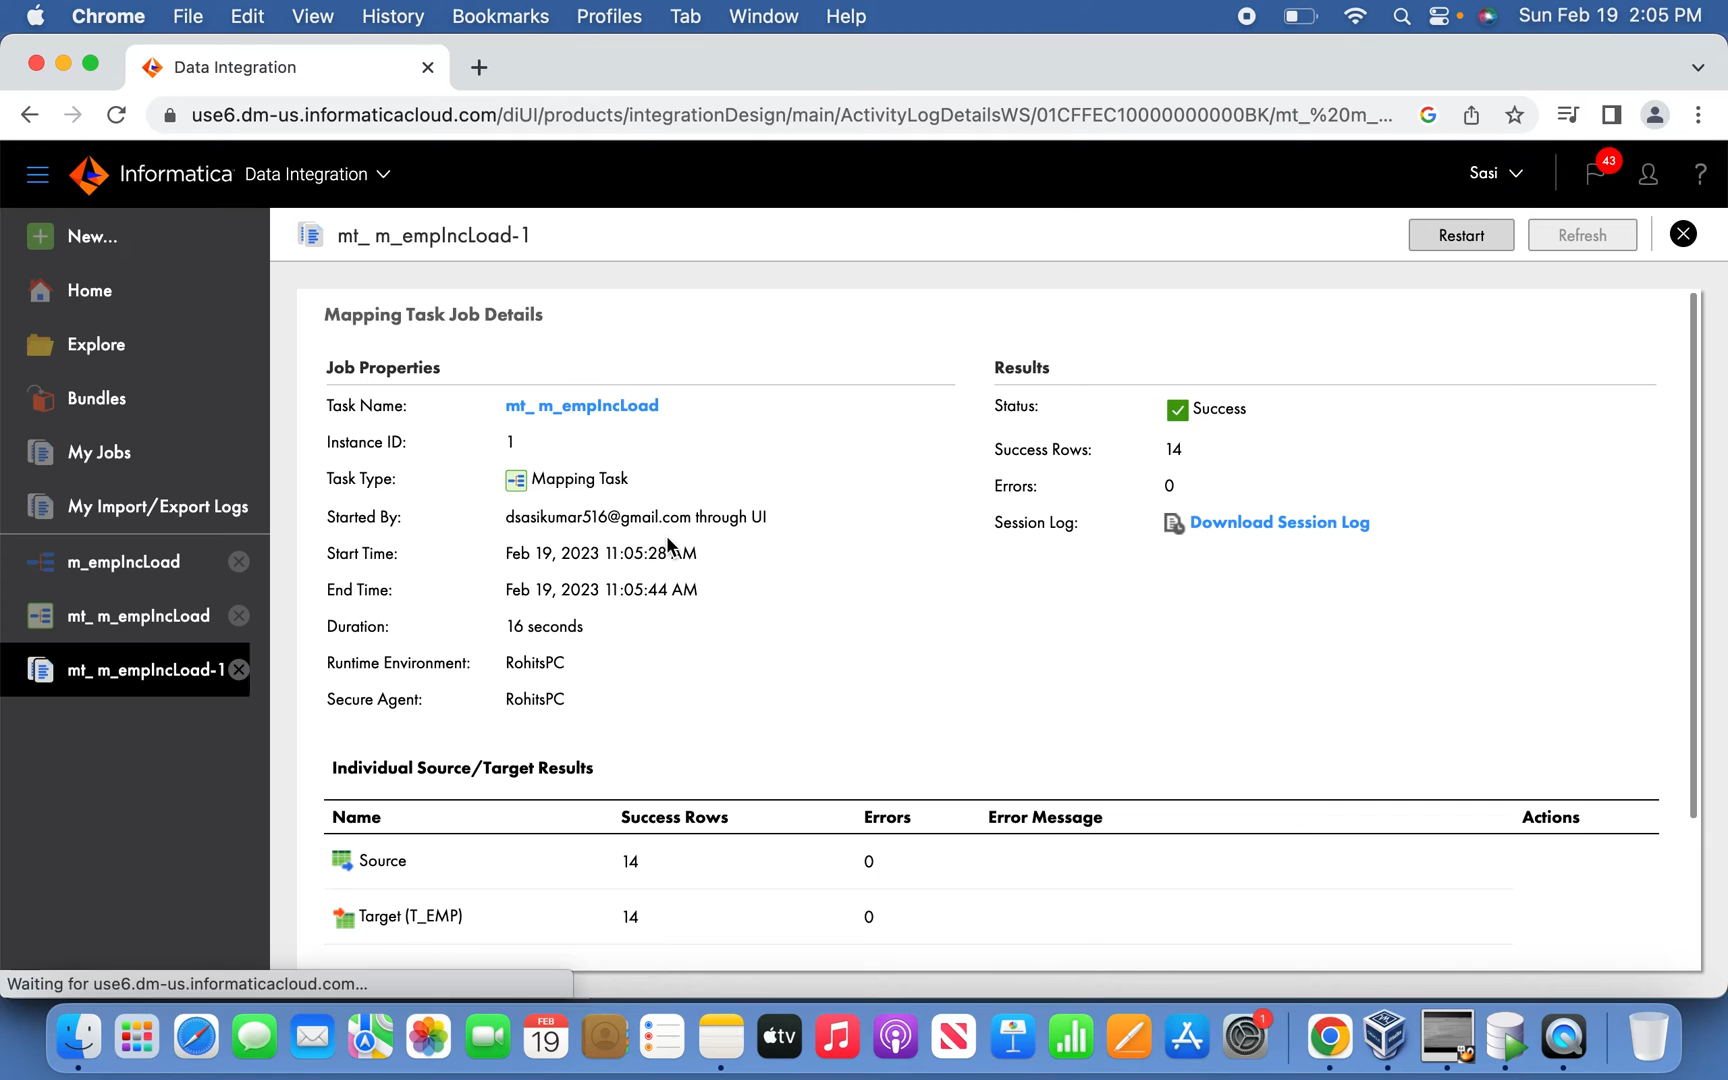 Chrome File Edit View History Bookmarks Profiles Tab Window Help Sun Feb 19 2:05 PM
Data Integration
use6.dm-us.informaticacloud.com/diUI/products/integrationDesign/main/ActivityLogDetailsWS/01CFFEC10000000000BK/mt_%20m_...
Informatica Data Integration Sasi 43 ?
New...
Home
Explore
Bundles
My Jobs
My Import/Export Logs
m_empIncLoad
mt_ m_empIncLoad
mt_ m_empIncLoad-1
mt_ m_empIncLoad-1 Restart Refresh
Mapping Task Job Details
Job Properties
Task Name: mt_ m_empIncLoad
Instance ID: 1
Task Type: Mapping Task
Started By: dsasikumar516@gmail.com through UI
Start Time: Feb 19, 2023 11:05:28 AM
End Time: Feb 19, 2023 11:05:44 AM
Duration: 16 seconds
Runtime Environment: RohitsPC
Secure Agent: RohitsPC
Results
Status: Success
Success Rows: 14
Errors: 0
Session Log: Download Session Log
Individual Source/Target Results
Name Success Rows Errors Error Message Actions
Source 14 0
Target (T_EMP) 14 0
Waiting for use6.dm-us.informaticacloud.com...
FEB
19
tv
1